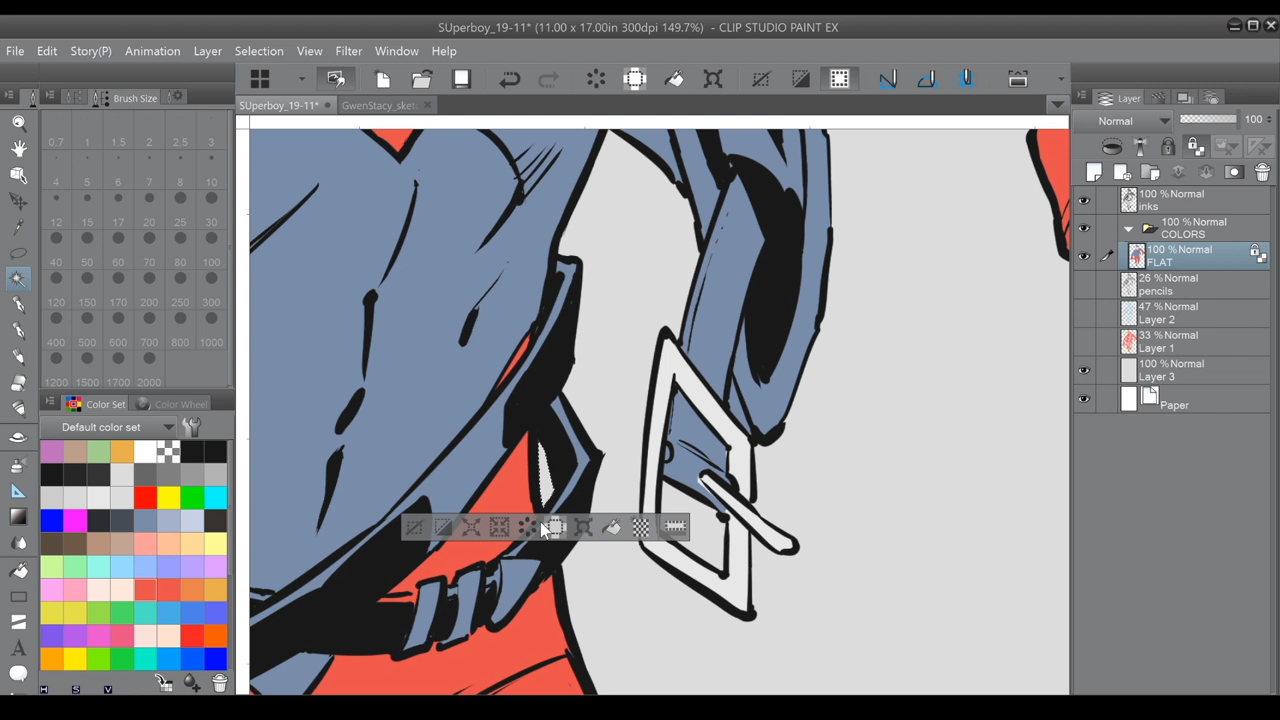 SUperboy_19-11* (11.00 x 17.00in 300dpi 149.7%) - CLIP STUDIO PAINT EX
File Edit Story(P) Animation Layer Selection View Filter Window Help
Brush Size
SUperboy_19-11* GwenStacy_sket
Layer
0.7 1 1.5 2 2.5 3
4 5 6 7 8 10
12 15 17 20 25 30
40 50 60 70 80 100
120 150 170 200 250 300
400 500 600 700 800 1000
1200 1500 1700 2000
Color Set Color Wheel
Default color set
H S V
Normal 100
100 % Normal
inks
100 % Normal
COLORS
100 % Normal
FLAT
26 % Normal
pencils
47 % Normal
Layer 2
33 % Normal
Layer 1
100 % Normal
Layer 3
Paper